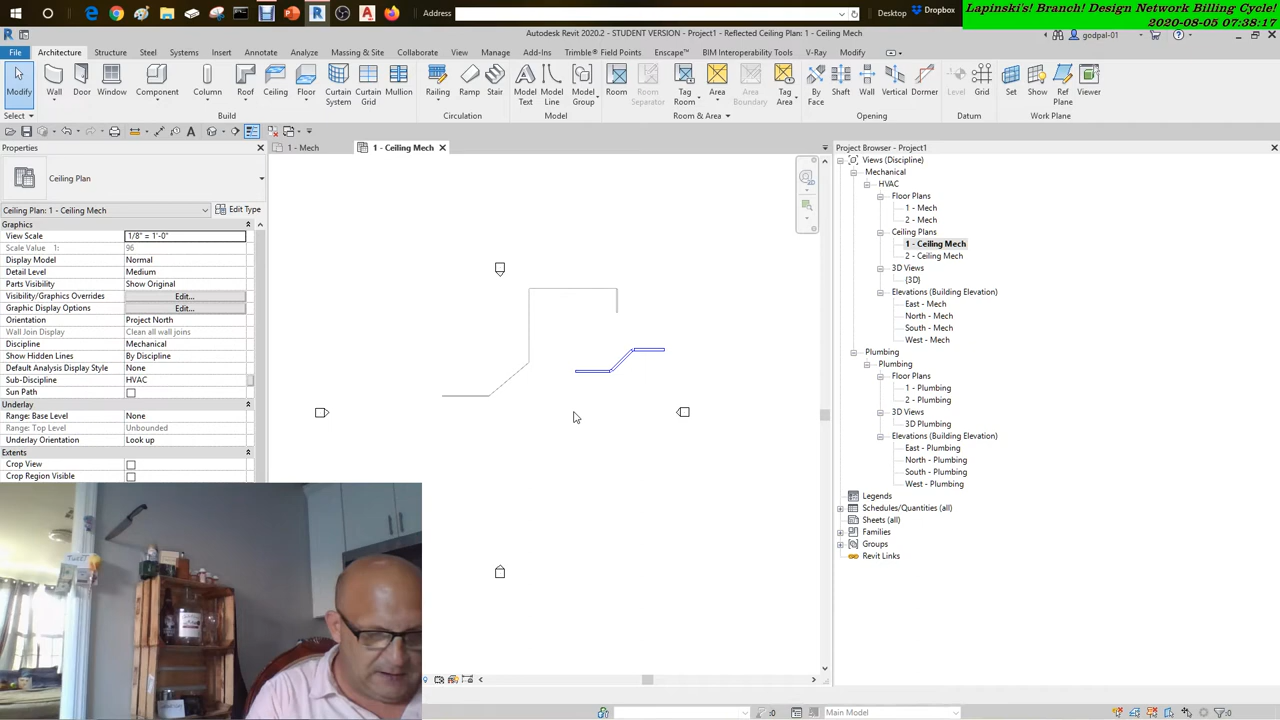 Address
Desktop
Dropbox
Lapinski's! Branch! Design Network Billing Cycle!
2020-08-05 07:38:17
Autodesk Revit 2020.2 - STUDENT VERSION - Project1 - Reflected Ceiling Plan: 1 - Ceiling Mech
godpal-01
File Architecture Structure Steel Systems Insert Annotate Analyze Massing & Site Collaborate View Manage Add-Ins Trimble® Field Points Enscape™ BIM Interoperability Tools V-Ray Modify
Modify Wall Door Window Component Column Roof Ceiling Floor Curtain System Curtain Grid Mullion Railing Ramp Stair Model Text Model Line Model Group Room Room Separator Tag Room Area Area Boundary Tag Area By Face Shaft Wall Vertical Dormer Level Grid Set Show Ref Plane Viewer
Select Build Circulation Model Room & Area Opening Datum Work Plane
Properties
1 - Mech
1 - Ceiling Mech
Ceiling Plan
Ceiling Plan: 1 - Ceiling Mech
Edit Type
Graphics
View Scale 1/8" = 1'-0"
Scale Value 1: 96
Display Model Normal
Detail Level Medium
Parts Visibility Show Original
Visibility/Graphics Overrides Edit...
Graphic Display Options Edit...
Orientation Project North
Wall Join Display Clean all wall joins
Discipline Mechanical
Show Hidden Lines By Discipline
Default Analysis Display Style None
Sub-Discipline HVAC
Sun Path
Underlay
Range: Base Level None
Range: Top Level Unbounded
Underlay Orientation Look up
Extents
Crop View
Crop Region Visible
Project Browser - Project1
Views (Discipline)
Mechanical
HVAC
Floor Plans
1 - Mech
2 - Mech
Ceiling Plans
1 - Ceiling Mech
2 - Ceiling Mech
3D Views
{3D}
Elevations (Building Elevation)
East - Mech
North - Mech
South - Mech
West - Mech
Plumbing
Plumbing
Floor Plans
1 - Plumbing
2 - Plumbing
3D Views
3D Plumbing
Elevations (Building Elevation)
East - Plumbing
North - Plumbing
South - Plumbing
West - Plumbing
Legends
Schedules/Quantities (all)
Sheets (all)
Families
Groups
Revit Links
:0
Main Model
:0